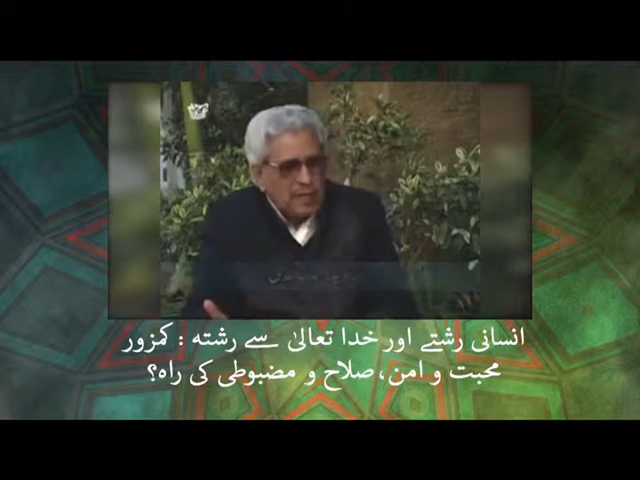 انسانی رشتے اور خدا تعالیٰ سے رشتہ : کمزور
محبت و امن، صلاح و مضبوطی کی راہ؟